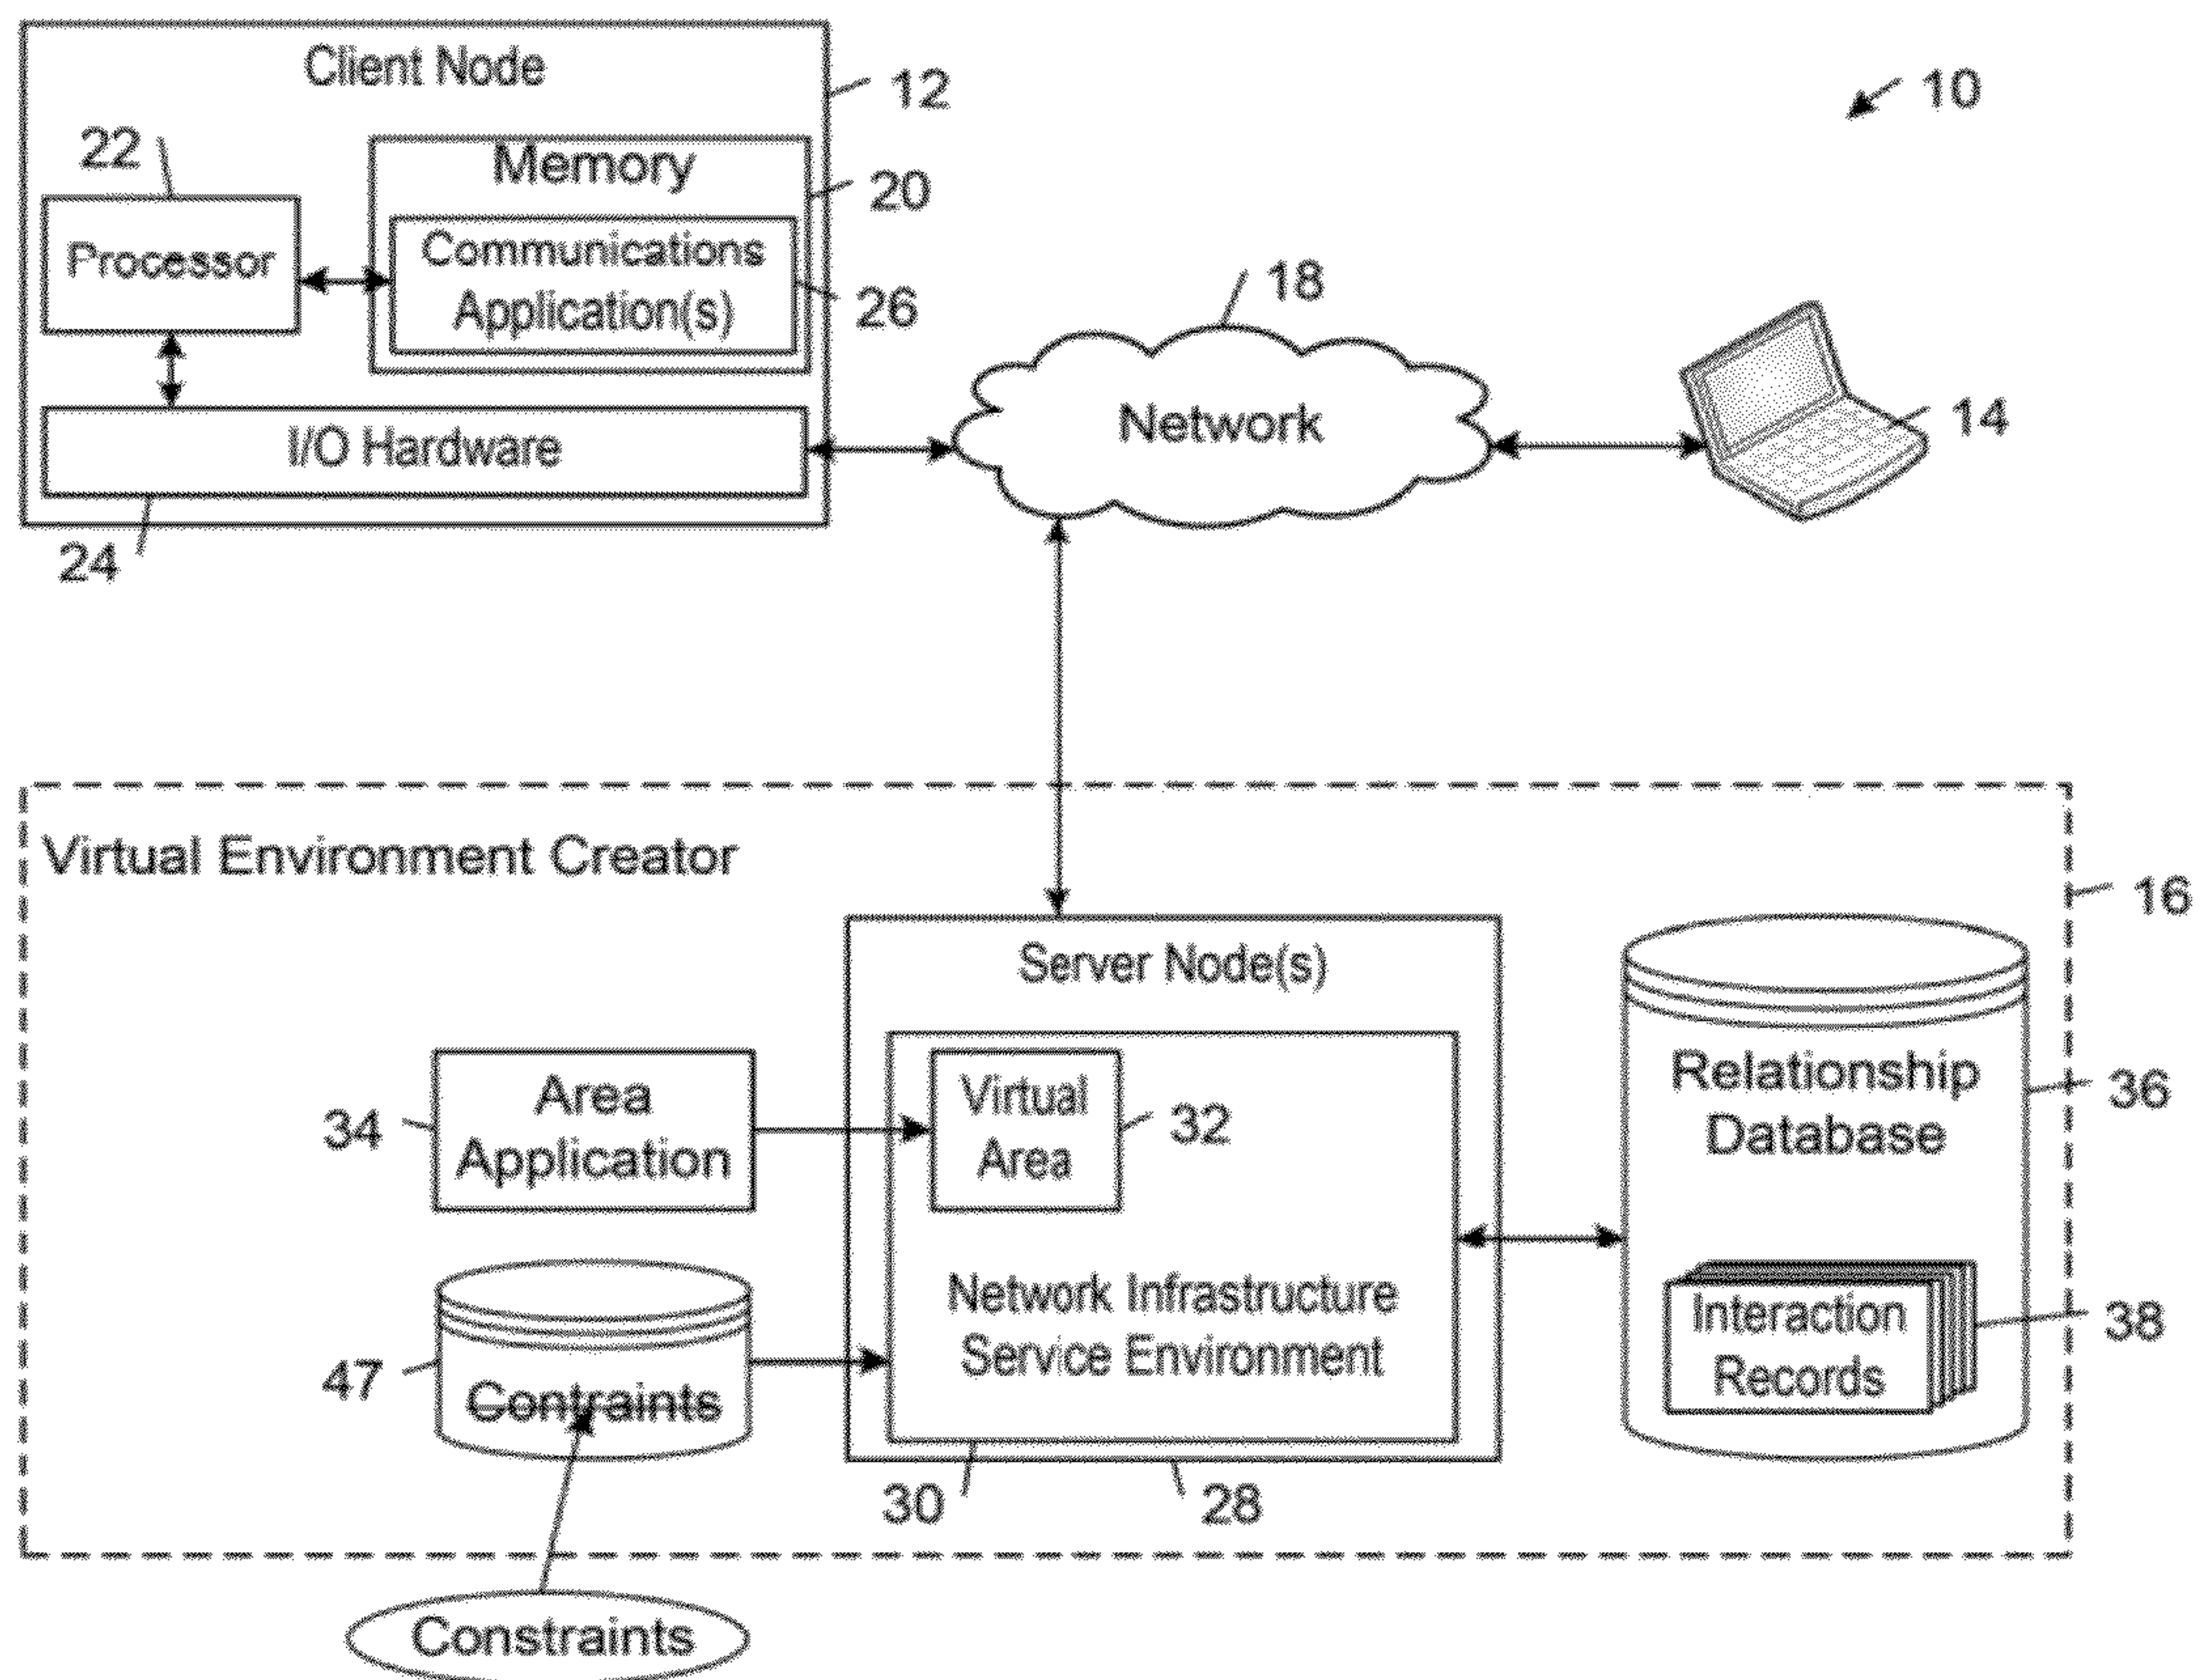 Client Node
12
10
22
Memory
20
Processor
Communications
Application(s)
26
18
I/O Hardware
Network
14
24
Virtual Environment Creator
16
Server Node(s)
34
Area
Application
Virtual
Area
32
Relationship
Database
36
Network Infrastructure
Service Environment
Interaction
Records
38
47
Contraints
30
28
Constraints